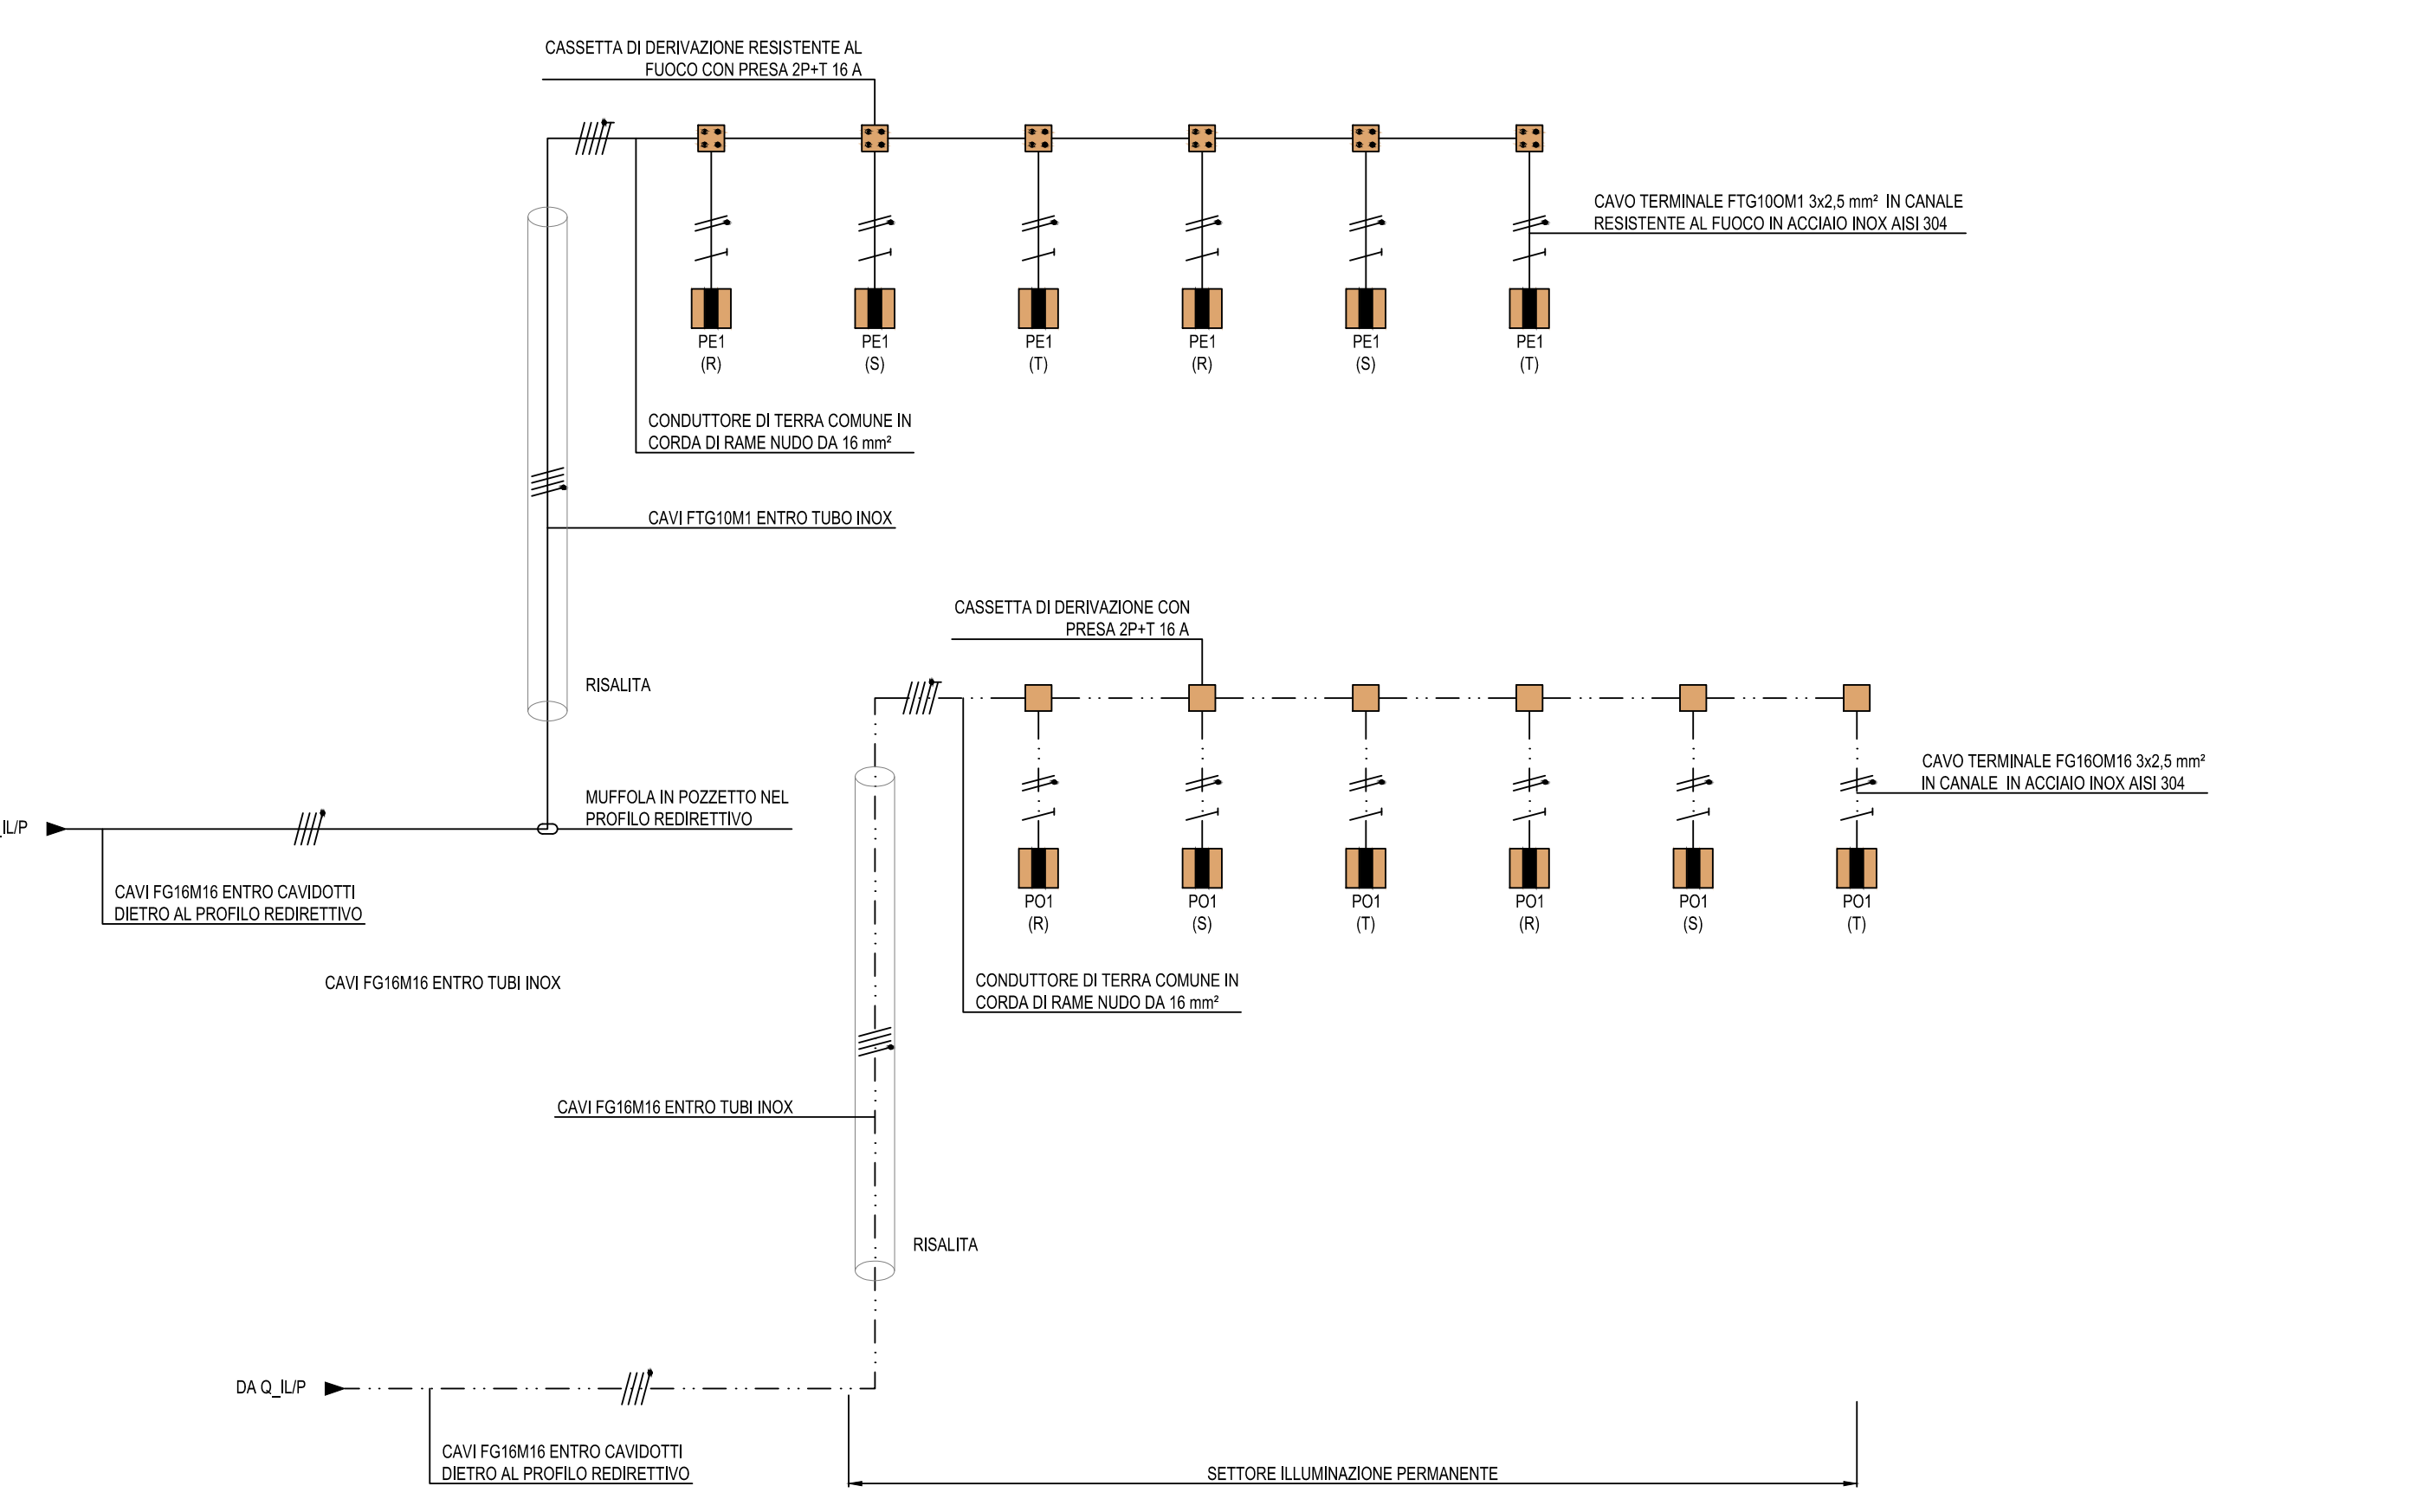 CASSETTA DI DERIVAZIONE RESISTENTE AL
FUOCO CON PRESA 2P+T 16 A
CAVO TERMINALE FTG10OM1 3x2,5 mm² IN CANALE
RESISTENTE AL FUOCO IN ACCIAIO INOX AISI 304
PE1
(R)
PE1
(S)
PE1
(T)
PE1
(R)
PE1
(S)
PE1
(T)
CONDUTTORE DI TERRA COMUNE IN
CORDA DI RAME NUDO DA 16 mm²
CAVI FTG10M1 ENTRO TUBO INOX
CASSETTA DI DERIVAZIONE CON
PRESA 2P+T 16 A
RISALITA
CAVO TERMINALE FG16OM16 3x2,5 mm²
IN CANALE IN ACCIAIO INOX AISI 304
MUFFOLA IN POZZETTO NEL
PROFILO REDIRETTIVO
_IL/P
CAVI FG16M16 ENTRO CAVIDOTTI
DIETRO AL PROFILO REDIRETTIVO
PO1
(R)
PO1
(S)
PO1
(T)
PO1
(R)
PO1
(S)
PO1
(T)
CAVI FG16M16 ENTRO TUBI INOX
CONDUTTORE DI TERRA COMUNE IN
CORDA DI RAME NUDO DA 16 mm²
CAVI FG16M16 ENTRO TUBI INOX
RISALITA
DA Q_IL/P
CAVI FG16M16 ENTRO CAVIDOTTI
DIETRO AL PROFILO REDIRETTIVO
SETTORE ILLUMINAZIONE PERMANENTE